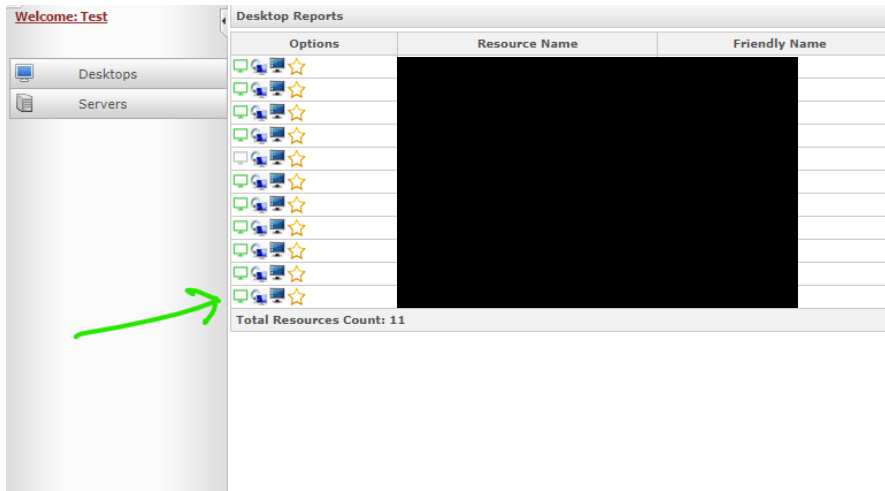 Welcome: Test
Desktops
Servers
Desktop Reports
Options Resource Name Friendly Name
Total Resources Count: 11